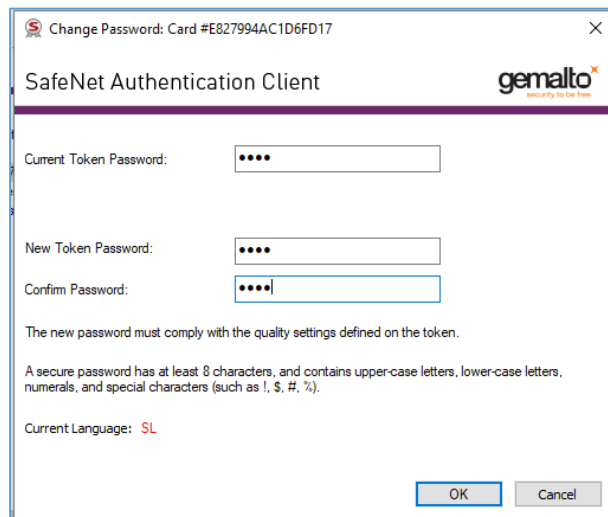 Change Password: Card #E827994AC1D6FD17
SafeNet Authentication Client
gemalto
security to be free
Current Token Password:
••••
New Token Password:
••••
Confirm Password:
••••
The new password must comply with the quality settings defined on the token.
A secure password has at least 8 characters, and contains upper-case letters, lower-case letters,
numerals, and special characters (such as !, $, #, %).
Current Language: SL
OK
Cancel